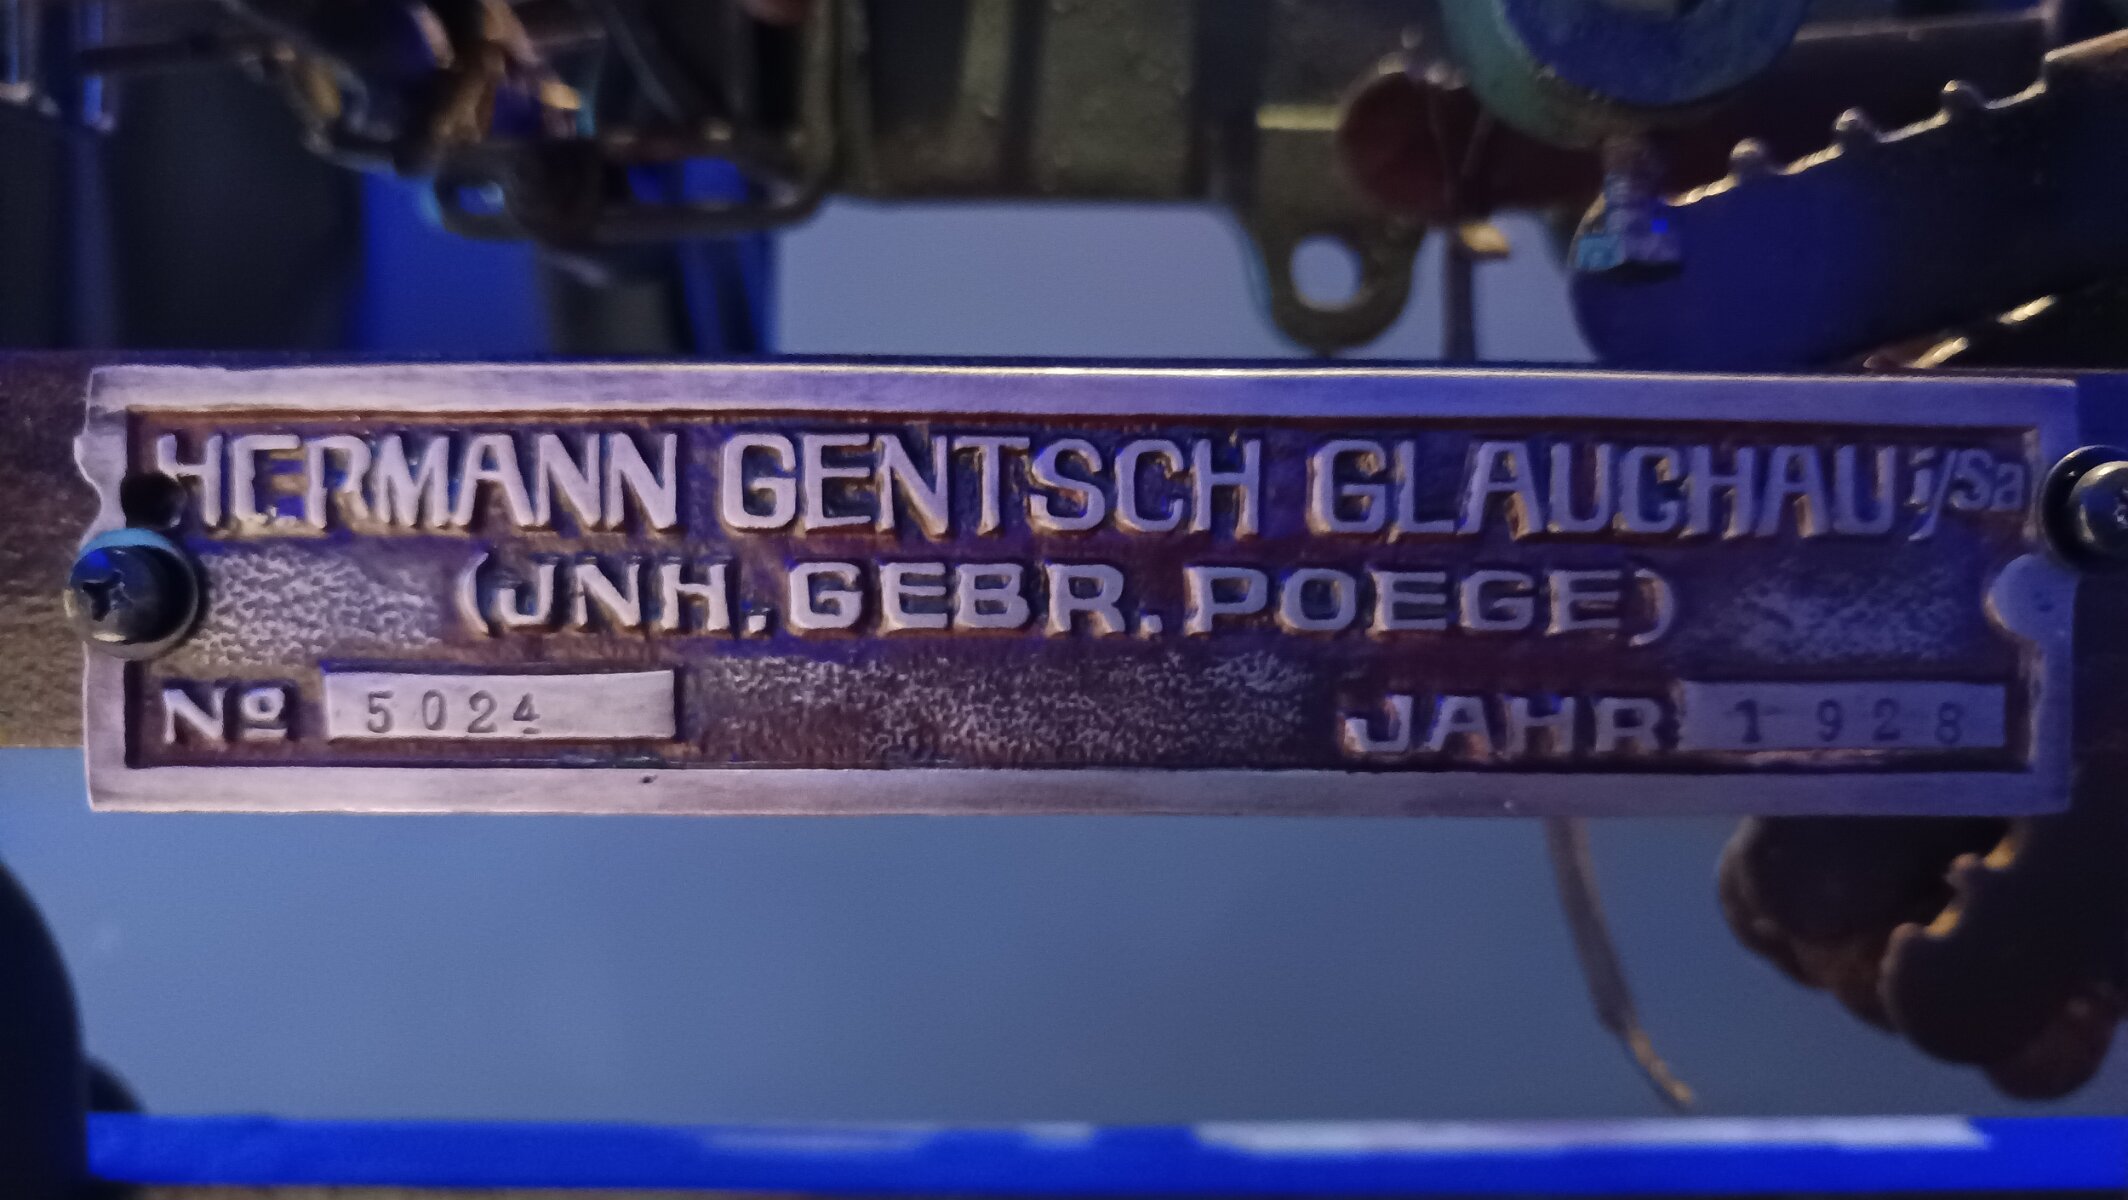 HERMANN GENTSCH GLAUCHAU i/Sa
(JNH. GEBR. POEGE)
No 5024 JAHR 1928